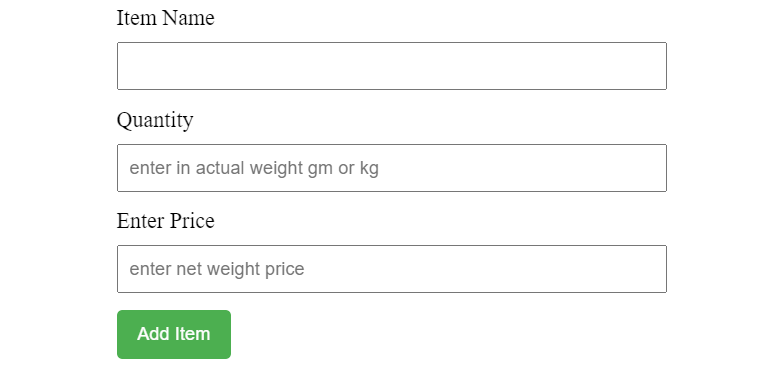 Item Name
Quantity
enter in actual weight gm or kg
Enter Price
enter net weight price
Add Item